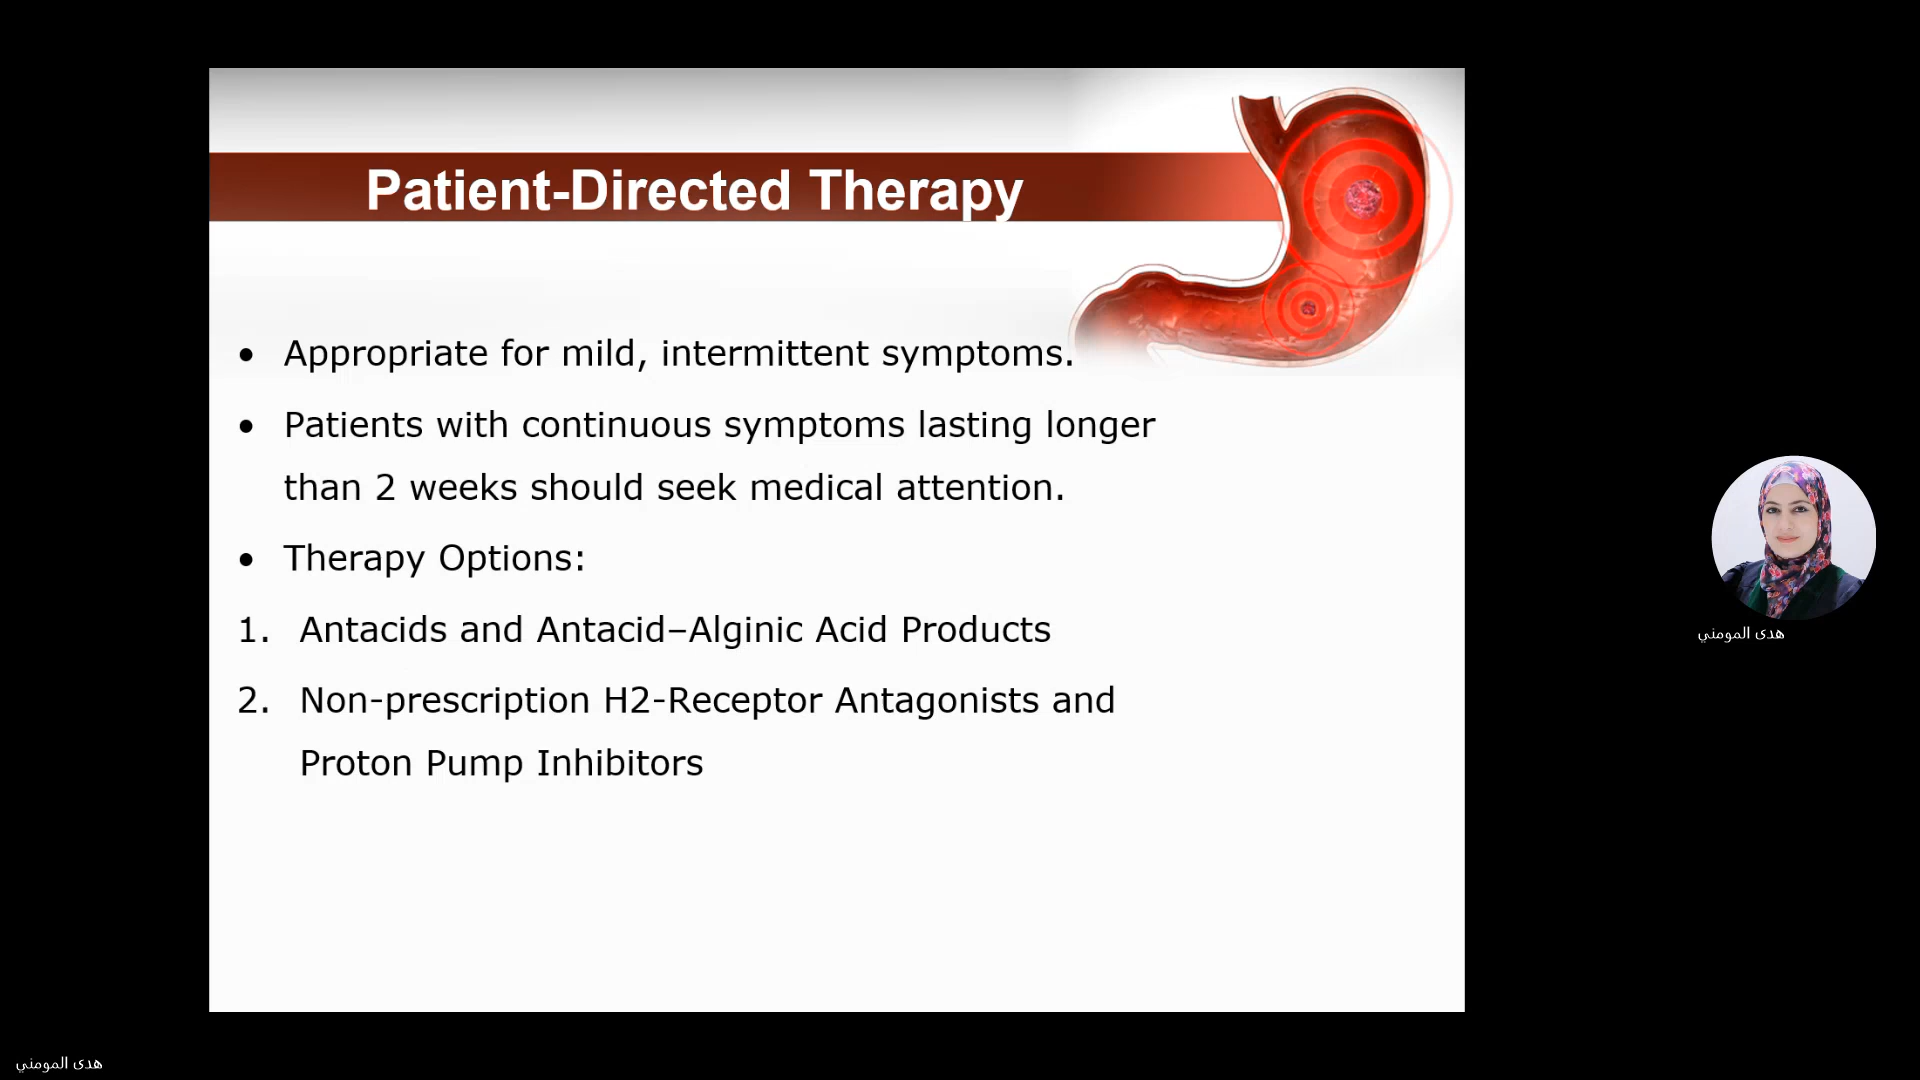 Patient-Directed Therapy
• Appropriate for mild, intermittent symptoms.
• Patients with continuous symptoms lasting longer
than 2 weeks should seek medical attention.
• Therapy Options:
1. Antacids and Antacid–Alginic Acid Products
2. Non-prescription H2-Receptor Antagonists and
Proton Pump Inhibitors
هدى المومني
هدى المومني